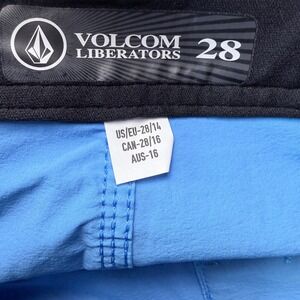 VOLCOM
LIBERATORS 28
US/EU-28/14
CAN-28/16
AUS-16